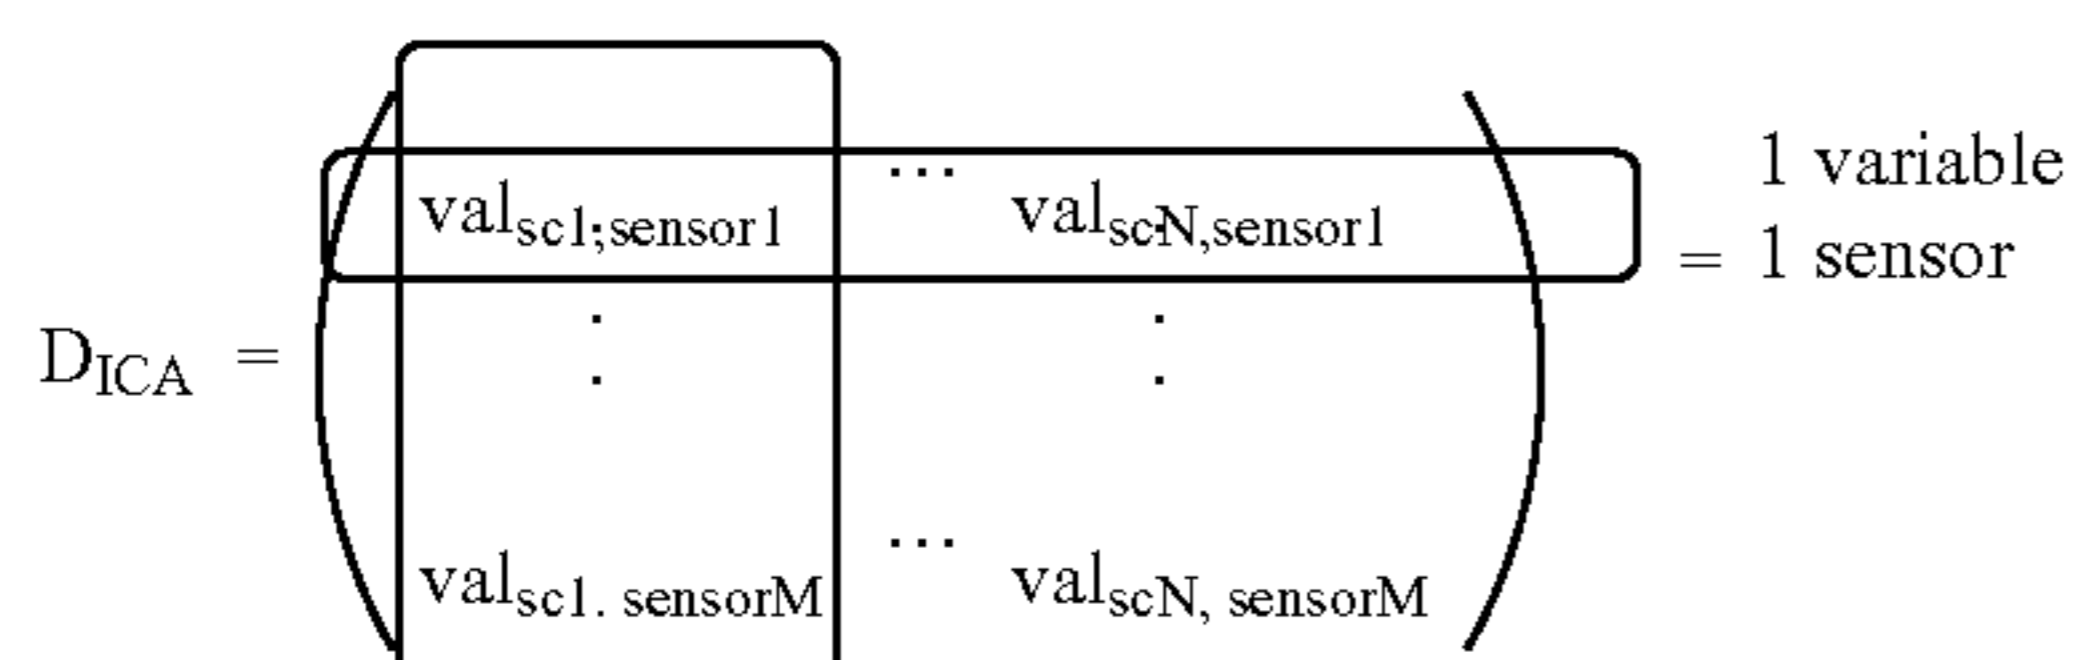 val_sc1;sensor1 ... val_scN,sensor1
1 variable
= 1 sensor
D_ICA =
: :
val_sc1. sensorM ... val_scN, sensorM